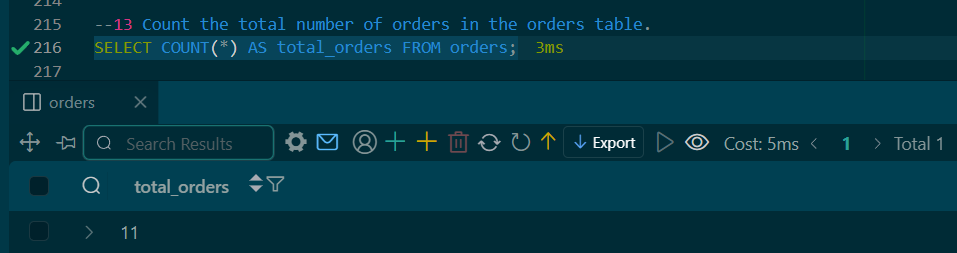 214
215 --13 Count the total number of orders in the orders table.
216 SELECT COUNT(*) AS total_orders FROM orders; 3ms
217
orders
Search Results Export Cost: 5ms 1 Total 1
total_orders
11